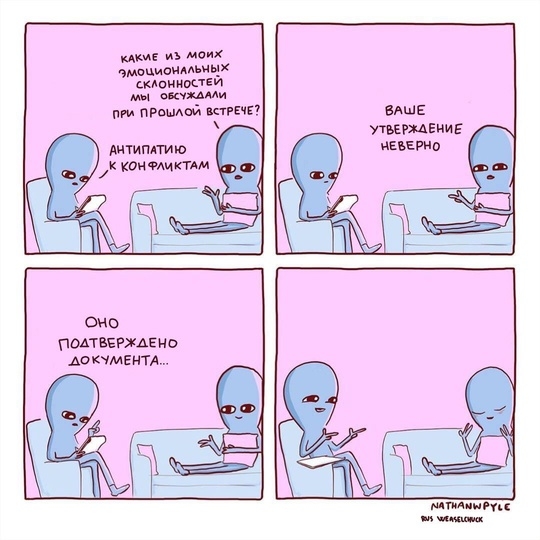 КАКИЕ ИЗ МОИХ
ЭМОЦИОНАЛЬНЫХ
СКЛОННОСТЕЙ
МЫ ОБСУЖДАЛИ
ПРИ ПРОШЛОЙ ВСТРЕЧЕ?
АНТИПАТИЮ
К КОНФЛИКТАМ
ВАШЕ
УТВЕРЖДЕНИЕ
НЕВЕРНО
ОНО
ПОДТВЕРЖДЕНО
ДОКУМЕНТА...
NATHANWPYLE
RUS WEASELCHUCK